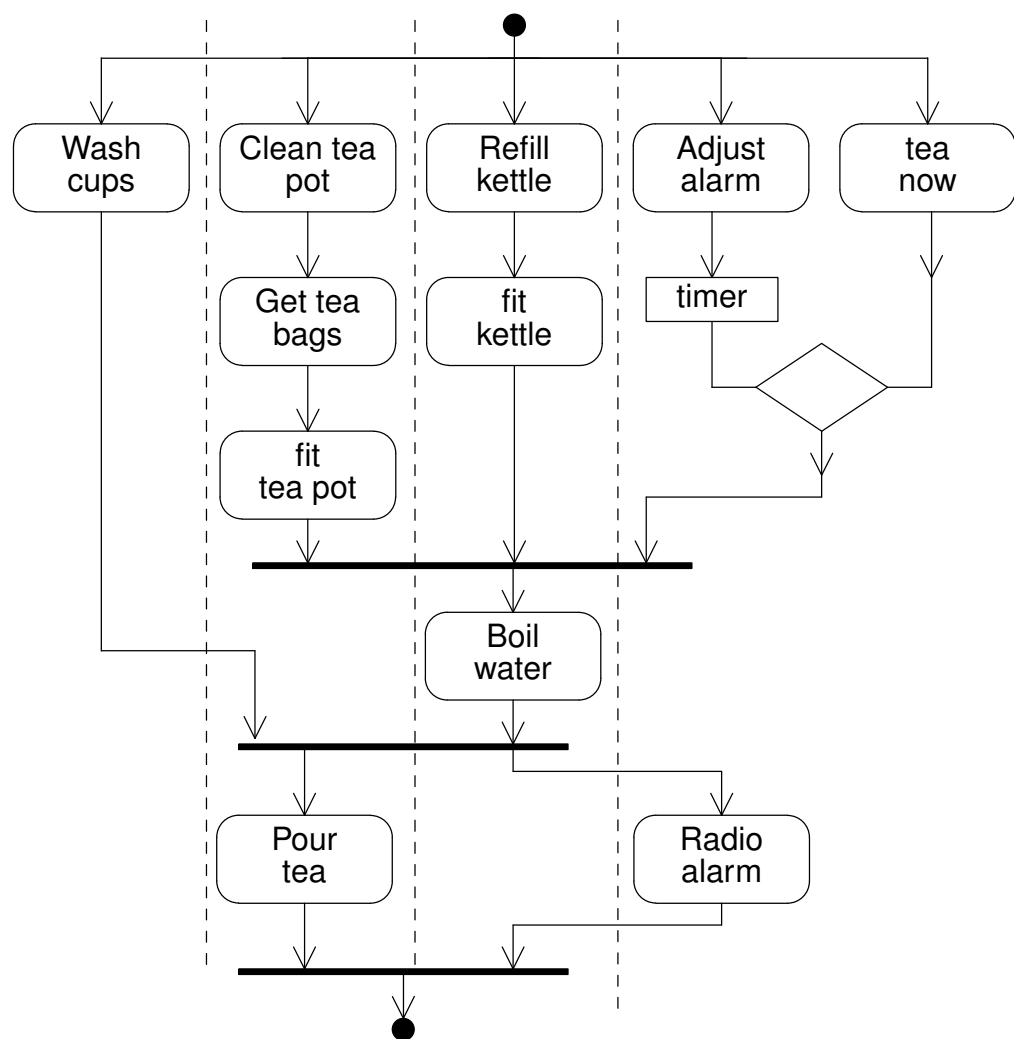 Wash
cups
Clean tea
pot
Refill
kettle
Adjust
alarm
tea
now
Get tea
bags
fit
kettle
timer
fit
tea pot
Boil
water
Pour
tea
Radio
alarm